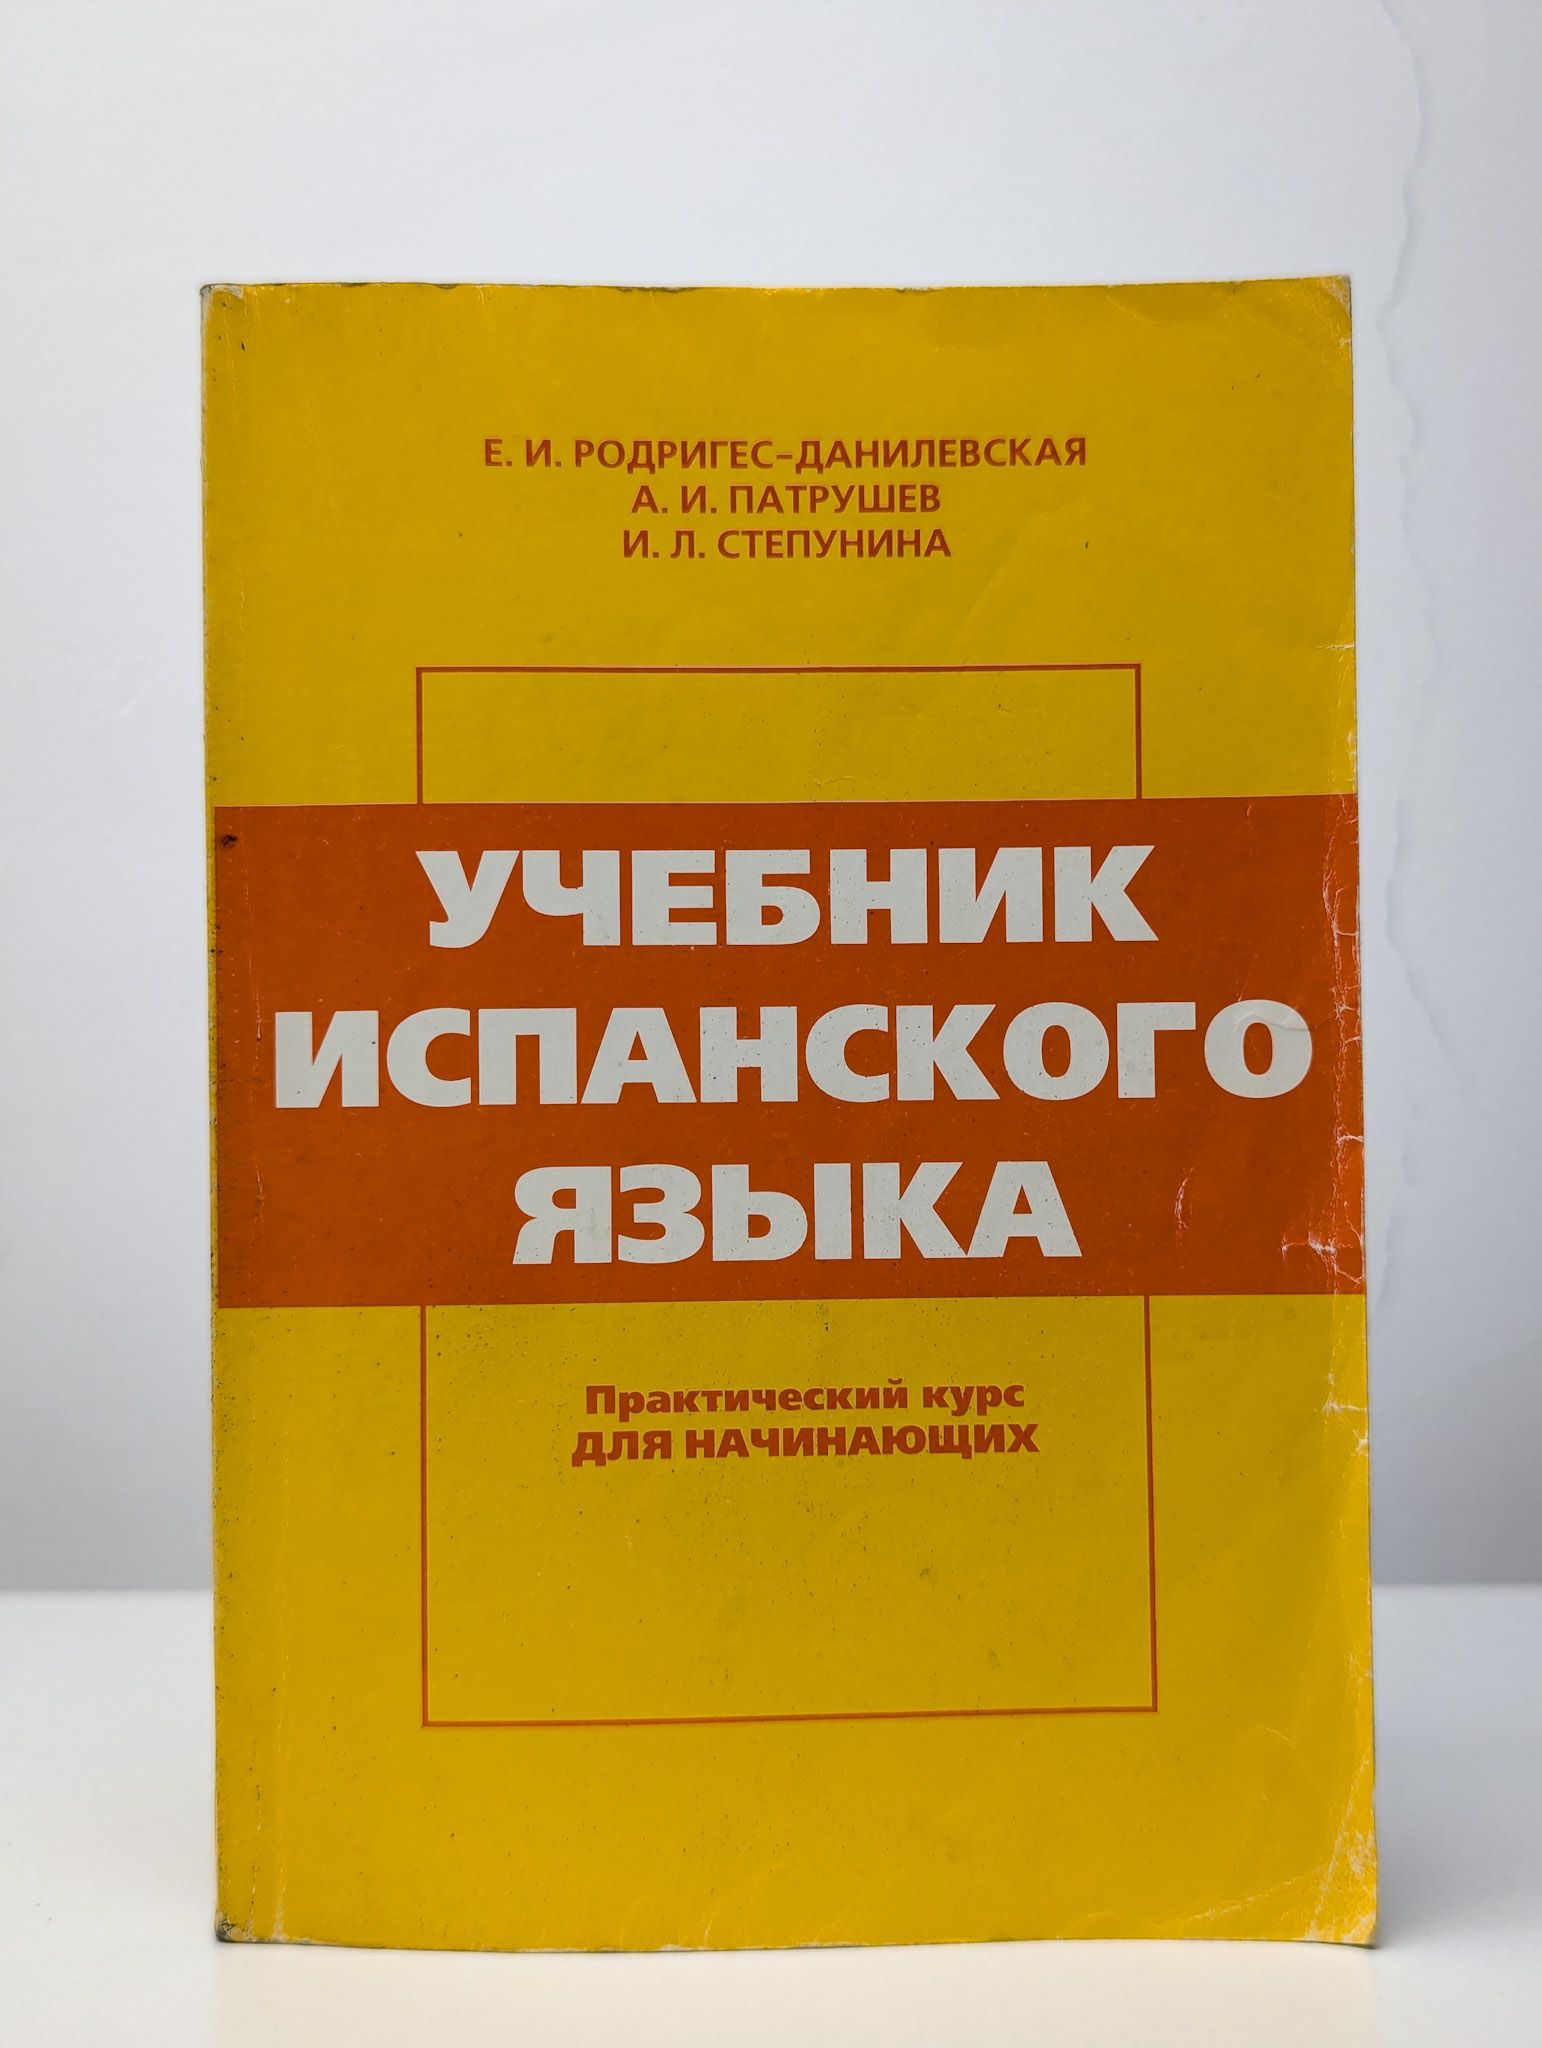 Е. И. РОДРИГЕС-ДАНИЛЕВСКАЯ
А. И. ПАТРУШЕВ
И. Л. СТЕПУНИНА
УЧЕБНИК
ИСПАНСКОГО
ЯЗЫКА
Практический курс
ДЛЯ НАЧИНАЮЩИХ